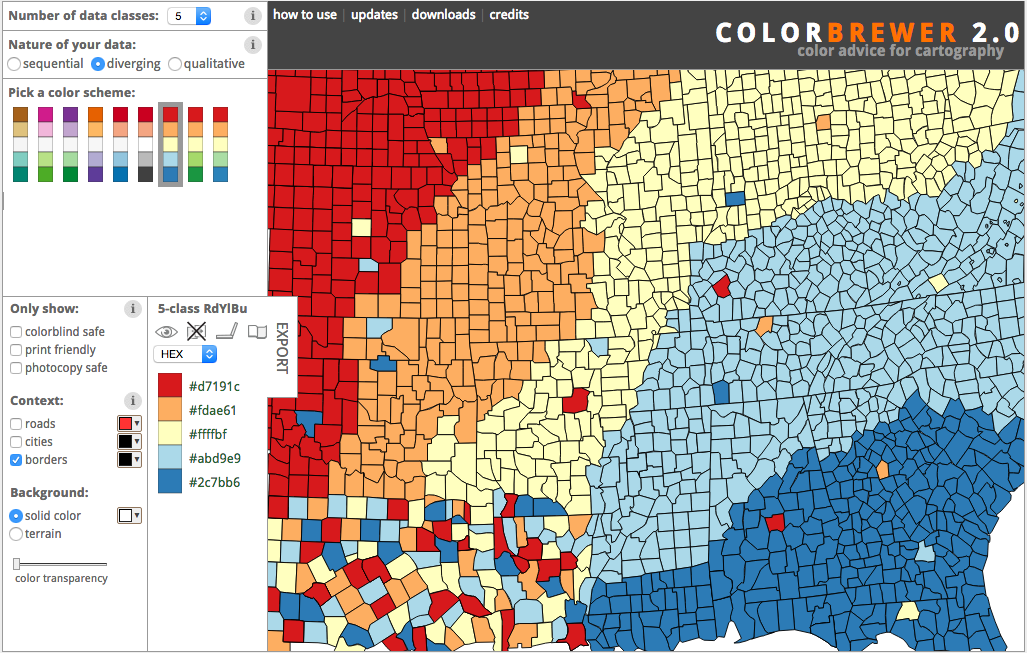 Number of data classes: 5 i
how to use | updates | downloads | credits
COLORBREWER 2.0
color advice for cartography
Nature of your data: i
sequential diverging qualitative
Pick a color scheme:
Only show: i
colorblind safe
print friendly
photocopy safe
Context: i
roads
cities
borders
Background:
solid color
terrain
color transparency
5-class RdYlBu
EXPORT
HEX
#d7191c
#fdae61
#ffffbf
#abd9e9
#2c7bb6